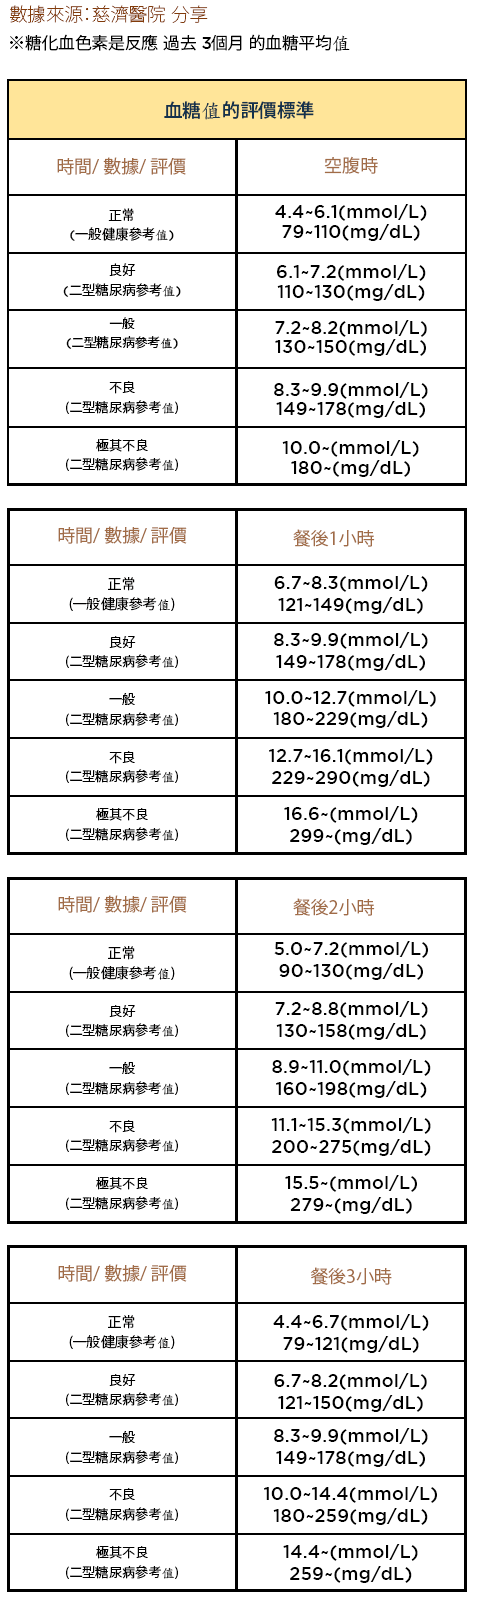 數據來源:慈濟醫院 分享
※糖化血色素是反應 過去 3個月 的血糖平均值
血糖值的評價標準
時間/ 數據/ 評價
空腹時
正常
(一般健康參考值)
4.4~6.1(mmol/L)
79~110(mg/dL)
良好
(二型糖尿病參考值)
6.1~7.2(mmol/L)
110~130(mg/dL)
一般
(二型糖尿病參考值)
7.2~8.2(mmol/L)
130~150(mg/dL)
不良
(二型糖尿病參考值)
8.3~9.9(mmol/L)
149~178(mg/dL)
極其不良
(二型糖尿病參考值)
10.0~(mmol/L)
180~(mg/dL)
時間/ 數據/ 評價
餐後1小時
正常
(一般健康參考值)
6.7~8.3(mmol/L)
121~149(mg/dL)
良好
(二型糖尿病參考值)
8.3~9.9(mmol/L)
149~178(mg/dL)
一般
(二型糖尿病參考值)
10.0~12.7(mmol/L)
180~229(mg/dL)
不良
(二型糖尿病參考值)
12.7~16.1(mmol/L)
229~290(mg/dL)
極其不良
(二型糖尿病參考值)
16.6~(mmol/L)
299~(mg/dL)
時間/ 數據/ 評價
餐後2小時
正常
(一般健康參考值)
5.0~7.2(mmol/L)
90~130(mg/dL)
良好
(二型糖尿病參考值)
7.2~8.8(mmol/L)
130~158(mg/dL)
一般
(二型糖尿病參考值)
8.9~11.0(mmol/L)
160~198(mg/dL)
不良
(二型糖尿病參考值)
11.1~15.3(mmol/L)
200~275(mg/dL)
極其不良
(二型糖尿病參考值)
15.5~(mmol/L)
279~(mg/dL)
時間/ 數據/ 評價
餐後3小時
正常
(一般健康參考值)
4.4~6.7(mmol/L)
79~121(mg/dL)
良好
(二型糖尿病參考值)
6.7~8.2(mmol/L)
121~150(mg/dL)
一般
(二型糖尿病參考值)
8.3~9.9(mmol/L)
149~178(mg/dL)
不良
(二型糖尿病參考值)
10.0~14.4(mmol/L)
180~259(mg/dL)
極其不良
(二型糖尿病參考值)
14.4~(mmol/L)
259~(mg/dL)